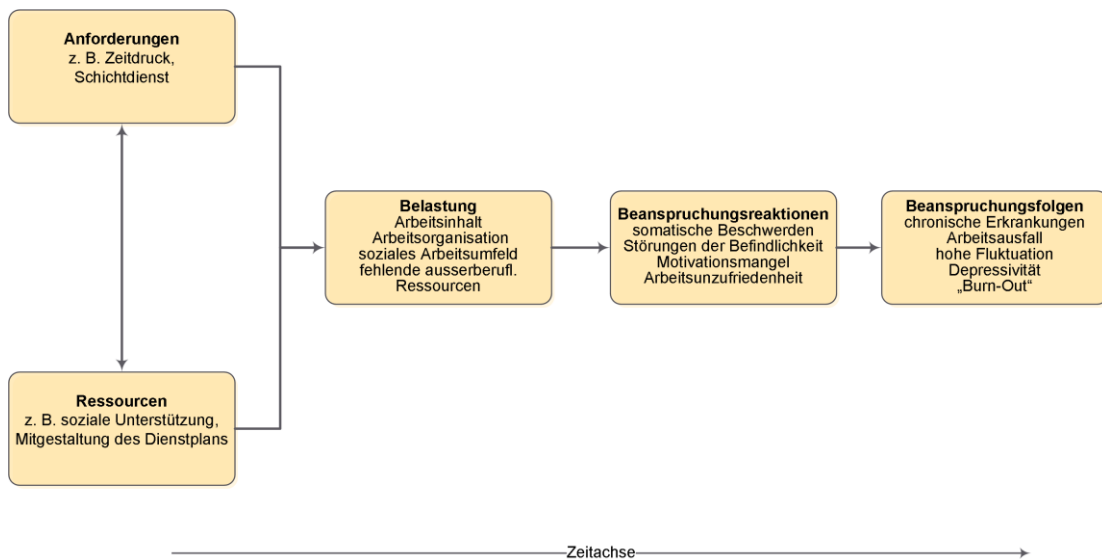 Anforderungen
z. B. Zeitdruck,
Schichtdienst
Ressourcen
z. B. soziale Unterstützung,
Mitgestaltung des Dienstplans
Belastung
Arbeitsinhalt
Arbeitsorganisation
soziales Arbeitsumfeld
fehlende ausserberufl.
Ressourcen
Beanspruchungsreaktionen
somatische Beschwerden
Störungen der Befindlichkeit
Motivationsmangel
Arbeitsunzufriedenheit
Beanspruchungsfolgen
chronische Erkrankungen
Arbeitsausfall
hohe Fluktuation
Depressivität
„Burn-Out“
Zeitachse